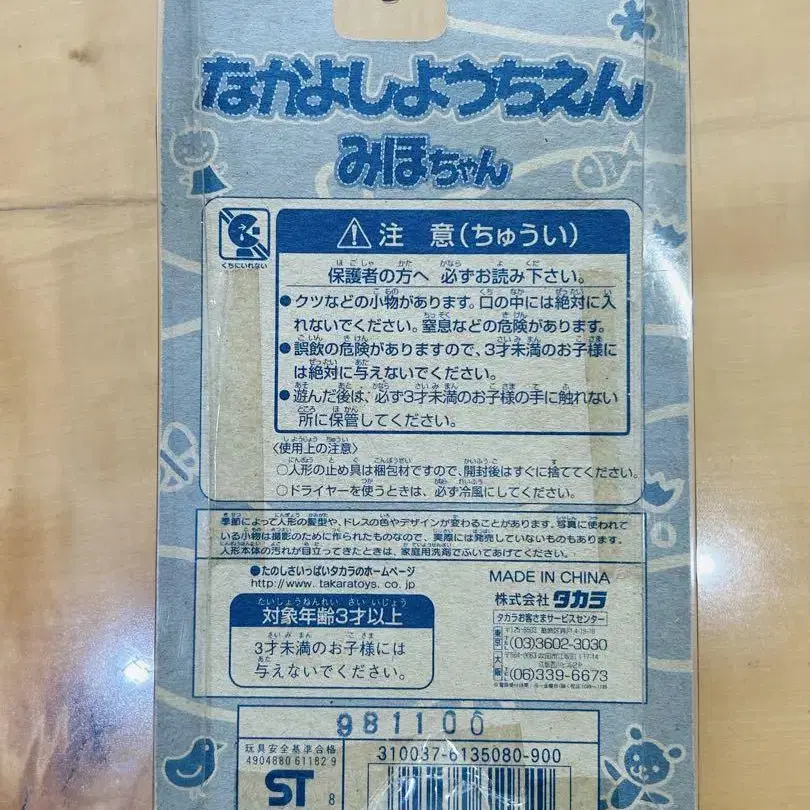 なかよしようちえん
みほちゃん
くちにいれない
⚠注 意(ちゅうい)
保護者の方へ 必ずお読み下さい。
●クツなどの小物があります。口の中には絶対に入
れないでください。窒息などの危険があります。
●誤飲の危険がありますので、3才未満のお子様に
は絶対に与えないでください。
●遊んだ後は、必ず3才未満のお子様の手に触れない
所に保管してください。
〈使用上の注意〉
○人形の止め具は梱包材ですので、開封後はすぐに捨ててください。
○ドライヤーを使うときは、必ず冷風にしてください。
季節によって人形の髪型や、ドレスの色やデザインが変わることがあります。写真に使われて
いる小物は撮影のために作られたものなので、実際には発売していないものもあります。
人形本体の汚れが目立ってきたときは、家庭用洗剤でふいてあげてください。
●たのしさいっぱいタカラのホームページ
http://www.takaratoys.co.jp
対象年齢3才以上
3才未満のお子様には
与えないでください。
MADE IN CHINA
株式会社 タカラ
タカラお客さまサービスセンター
東京
(03)3602-3030
大阪
(06)339-6673
981100
玩具安全基準合格
4904880 61182 9
ST
8
310037-6135080-900